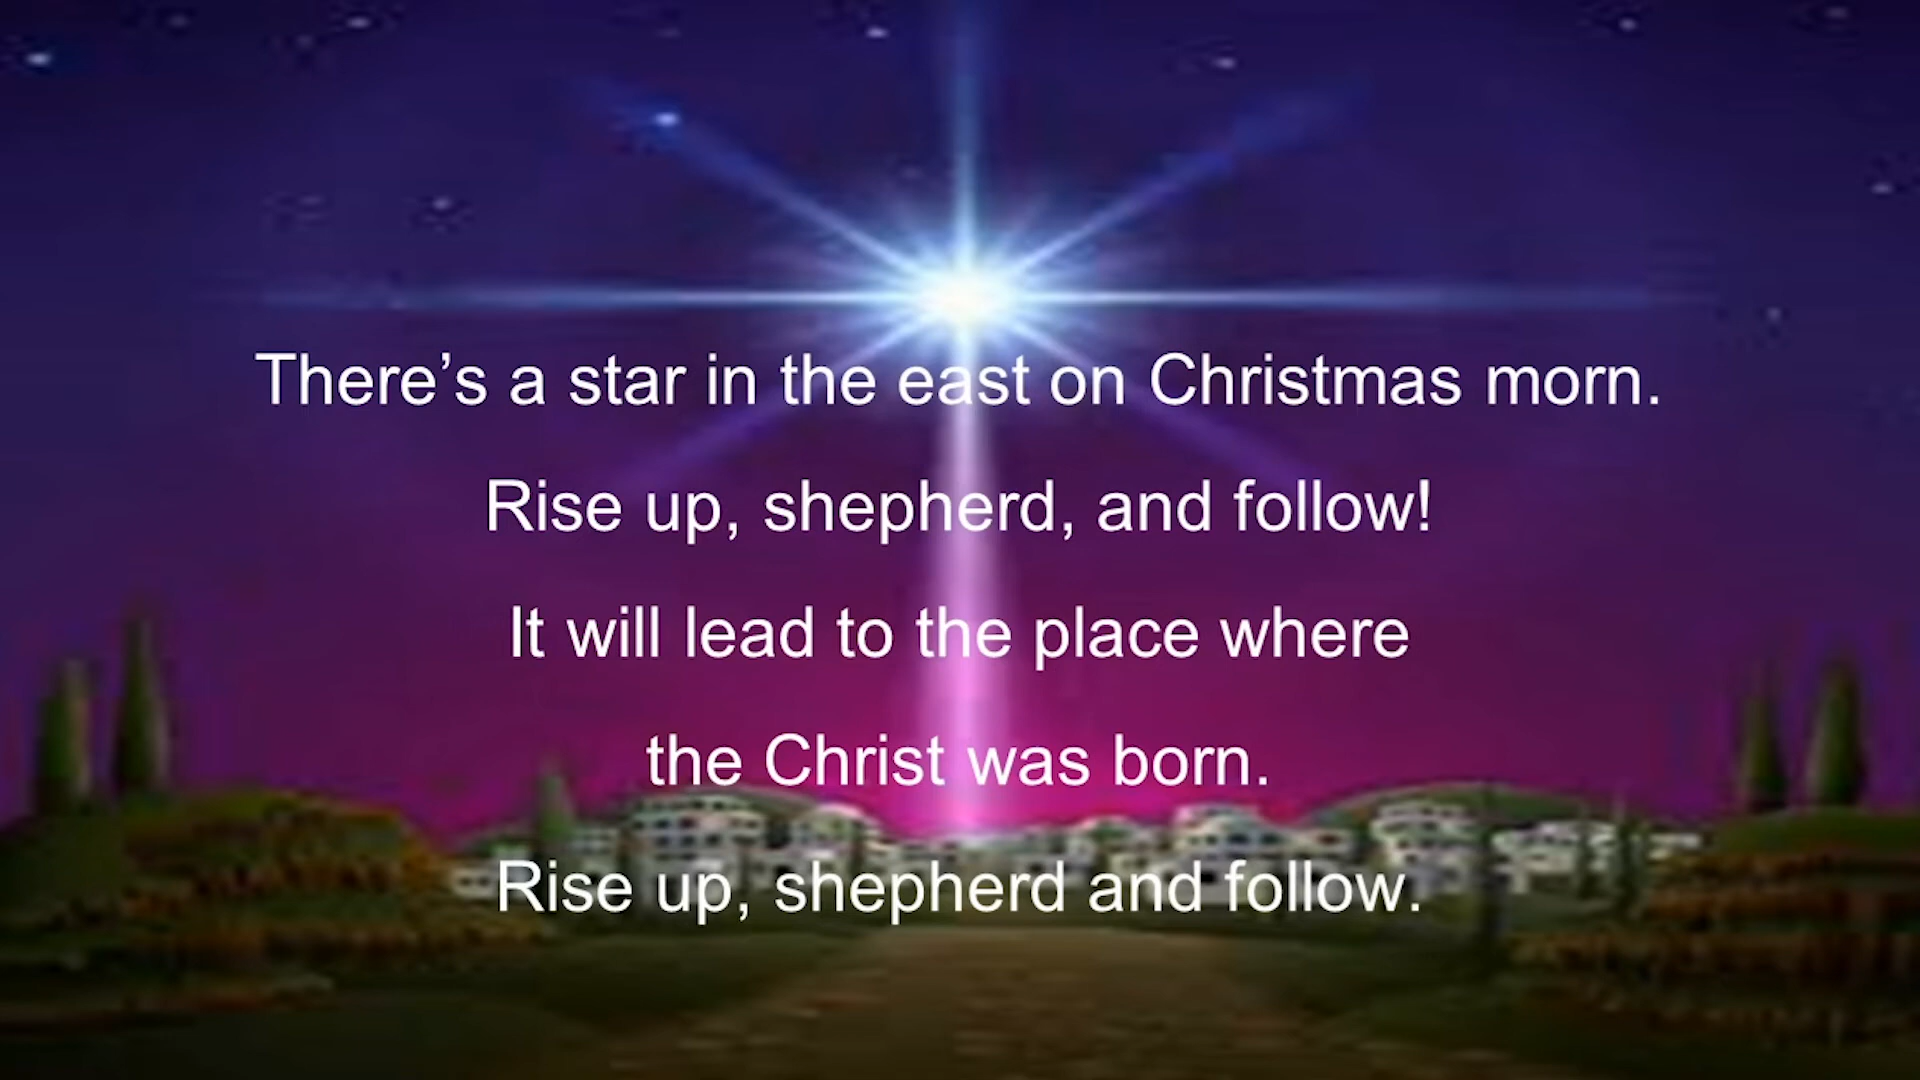 There’s a star in the east on Christmas morn.
Rise up, shepherd, and follow!
It will lead to the place where
the Christ was born.
Rise up, shepherd and follow.